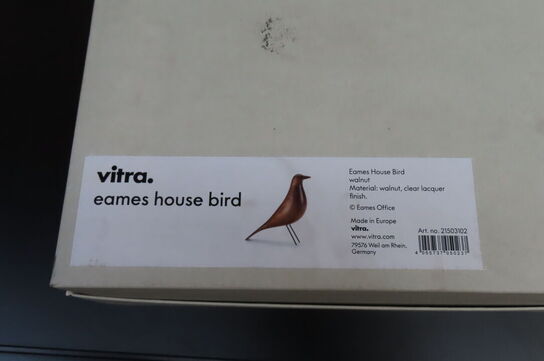 vitra.
eames house bird
Eames House Bird
walnut
Material: walnut, clear lacquer
finish.
© Eames Office
Made in Europe
vitra.
www.vitra.com
79576 Weil am Rhein,
Germany
Art. no. 21503102